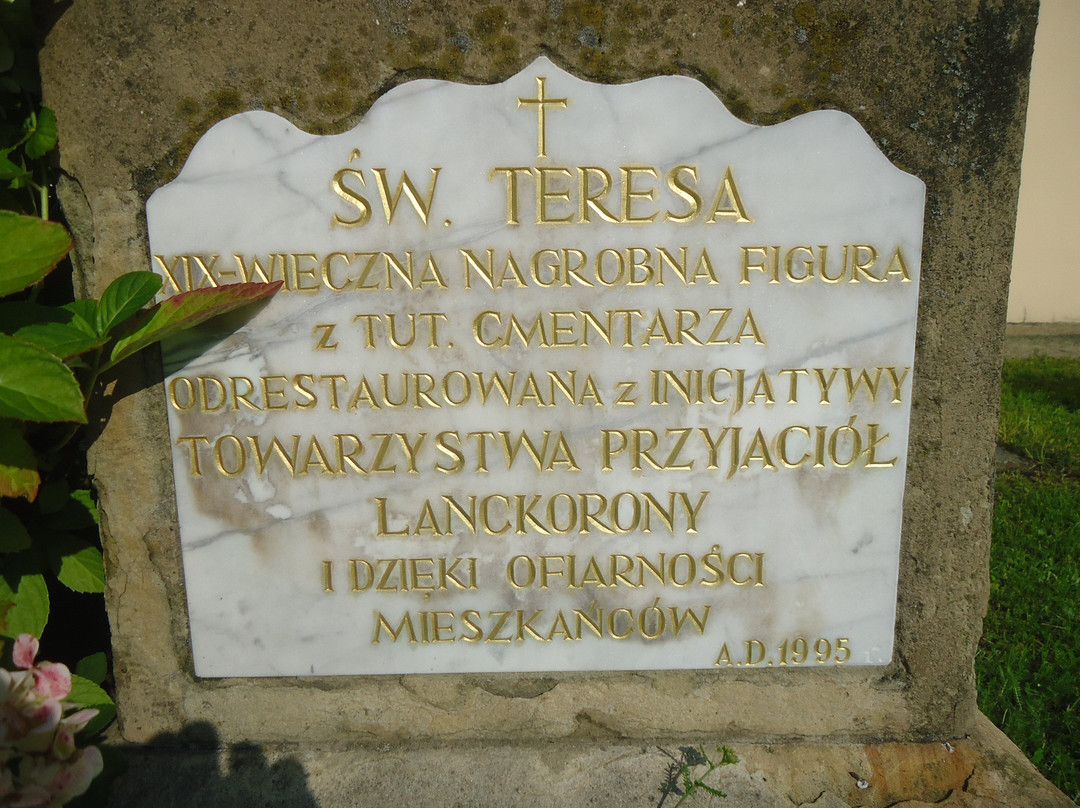 ŚW. TERESA
XIX-WIECZNA NAGROBNA FIGURA
z TUT. CMENTARZA
ODRESTAUROWANA z INICJATYWY
TOWARZYSTWA PRZYJACIÓŁ
LANCKORONY
I DZIĘKI OFIARNOŚCI
MIESZKAŃCÓW
A.D.1995